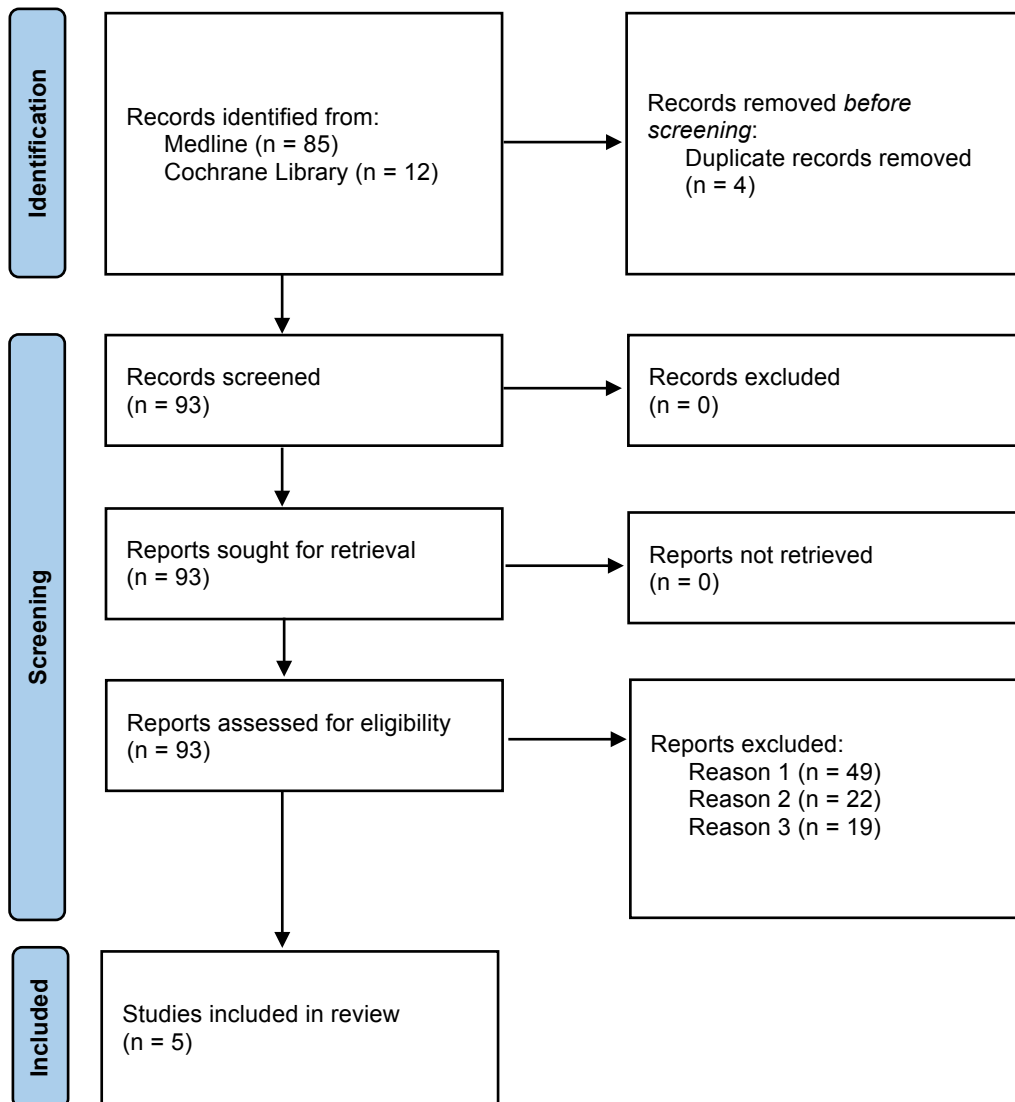 Identification
Records identified from:
Medline (n = 85)
Cochrane Library (n = 12)
Records removed before
screening:
Duplicate records removed
(n = 4)
Screening
Records screened
(n = 93)
Records excluded
(n = 0)
Reports sought for retrieval
(n = 93)
Reports not retrieved
(n = 0)
Reports assessed for eligibility
(n = 93)
Reports excluded:
Reason 1 (n = 49)
Reason 2 (n = 22)
Reason 3 (n = 19)
Included
Studies included in review
(n = 5)